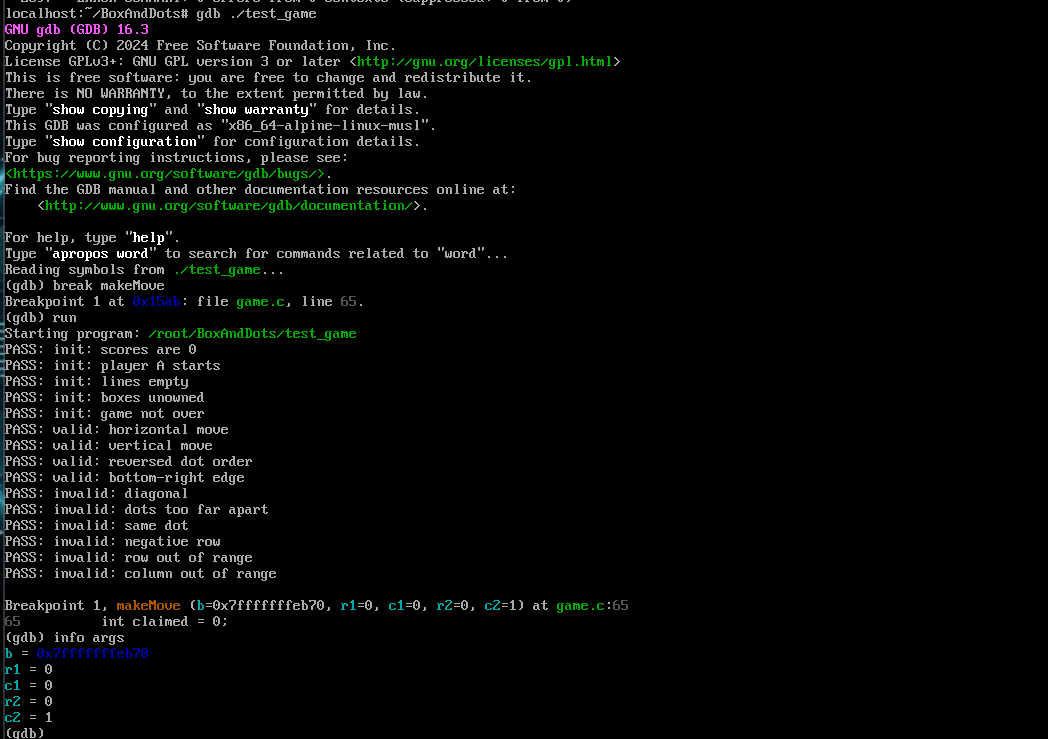 localhost:~/BoxAndDots# gdb ./test_game
GNU gdb (GDB) 16.3
Copyright (C) 2024 Free Software Foundation, Inc.
License GPLv3+: GNU GPL version 3 or later <http://gnu.org/licenses/gpl.html>
This is free software: you are free to change and redistribute it.
There is NO WARRANTY, to the extent permitted by law.
Type "show copying" and "show warranty" for details.
This GDB was configured as "x86_64-alpine-linux-musl".
Type "show configuration" for configuration details.
For bug reporting instructions, please see:
<https://www.gnu.org/software/gdb/bugs/>.
Find the GDB manual and other documentation resources online at:
    <http://www.gnu.org/software/gdb/documentation/>.

For help, type "help".
Type "apropos word" to search for commands related to "word"...
Reading symbols from ./test_game...
(gdb) break makeMove
Breakpoint 1 at 0x15ab: file game.c, line 65.
(gdb) run
Starting program: /root/BoxAndDots/test_game
PASS: init: scores are 0
PASS: init: player A starts
PASS: init: lines empty
PASS: init: boxes unowned
PASS: init: game not over
PASS: valid: horizontal move
PASS: valid: vertical move
PASS: valid: reversed dot order
PASS: valid: bottom-right edge
PASS: invalid: diagonal
PASS: invalid: dots too far apart
PASS: invalid: same dot
PASS: invalid: negative row
PASS: invalid: row out of range
PASS: invalid: column out of range

Breakpoint 1, makeMove (b=0x7fffffffeb70, r1=0, c1=0, r2=0, c2=1) at game.c:65
65          int claimed = 0;
(gdb) info args
b = 0x7fffffffeb70
r1 = 0
c1 = 0
r2 = 0
c2 = 1
(gdb)